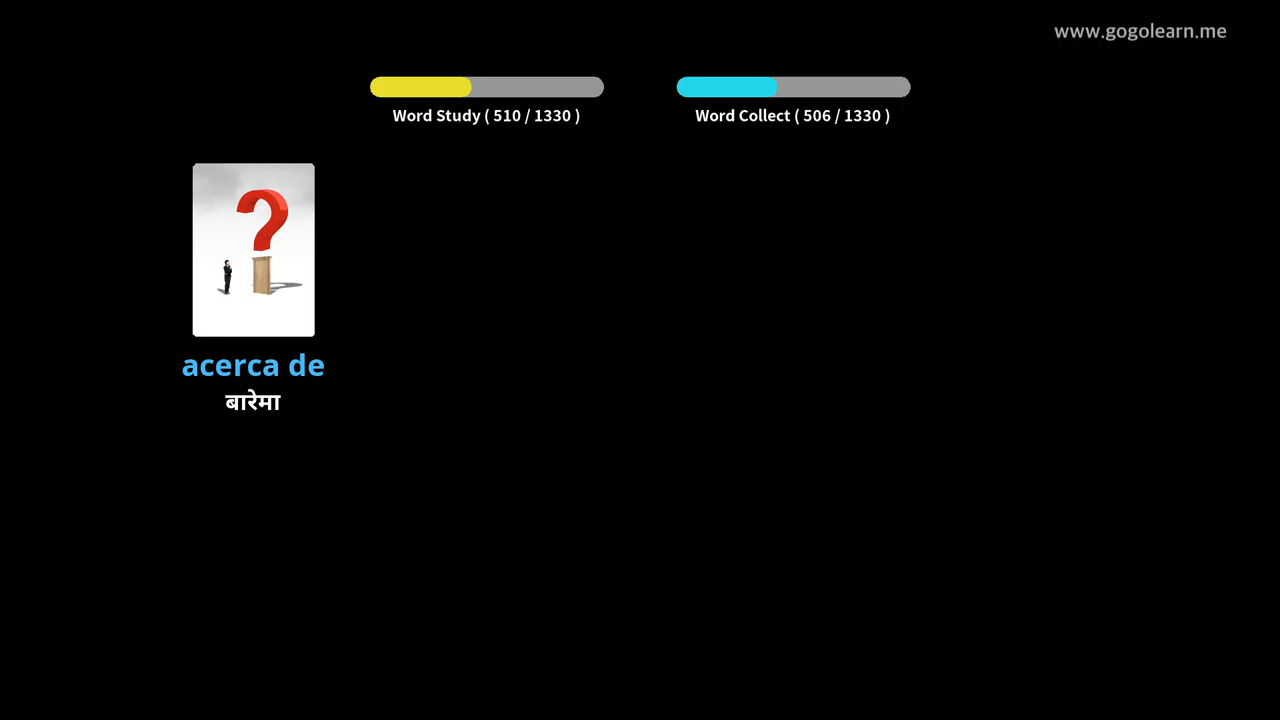 www.gogolearn.me
Word Study ( 510 / 1330 )
Word Collect ( 506 / 1330 )
acerca de
बारेमा